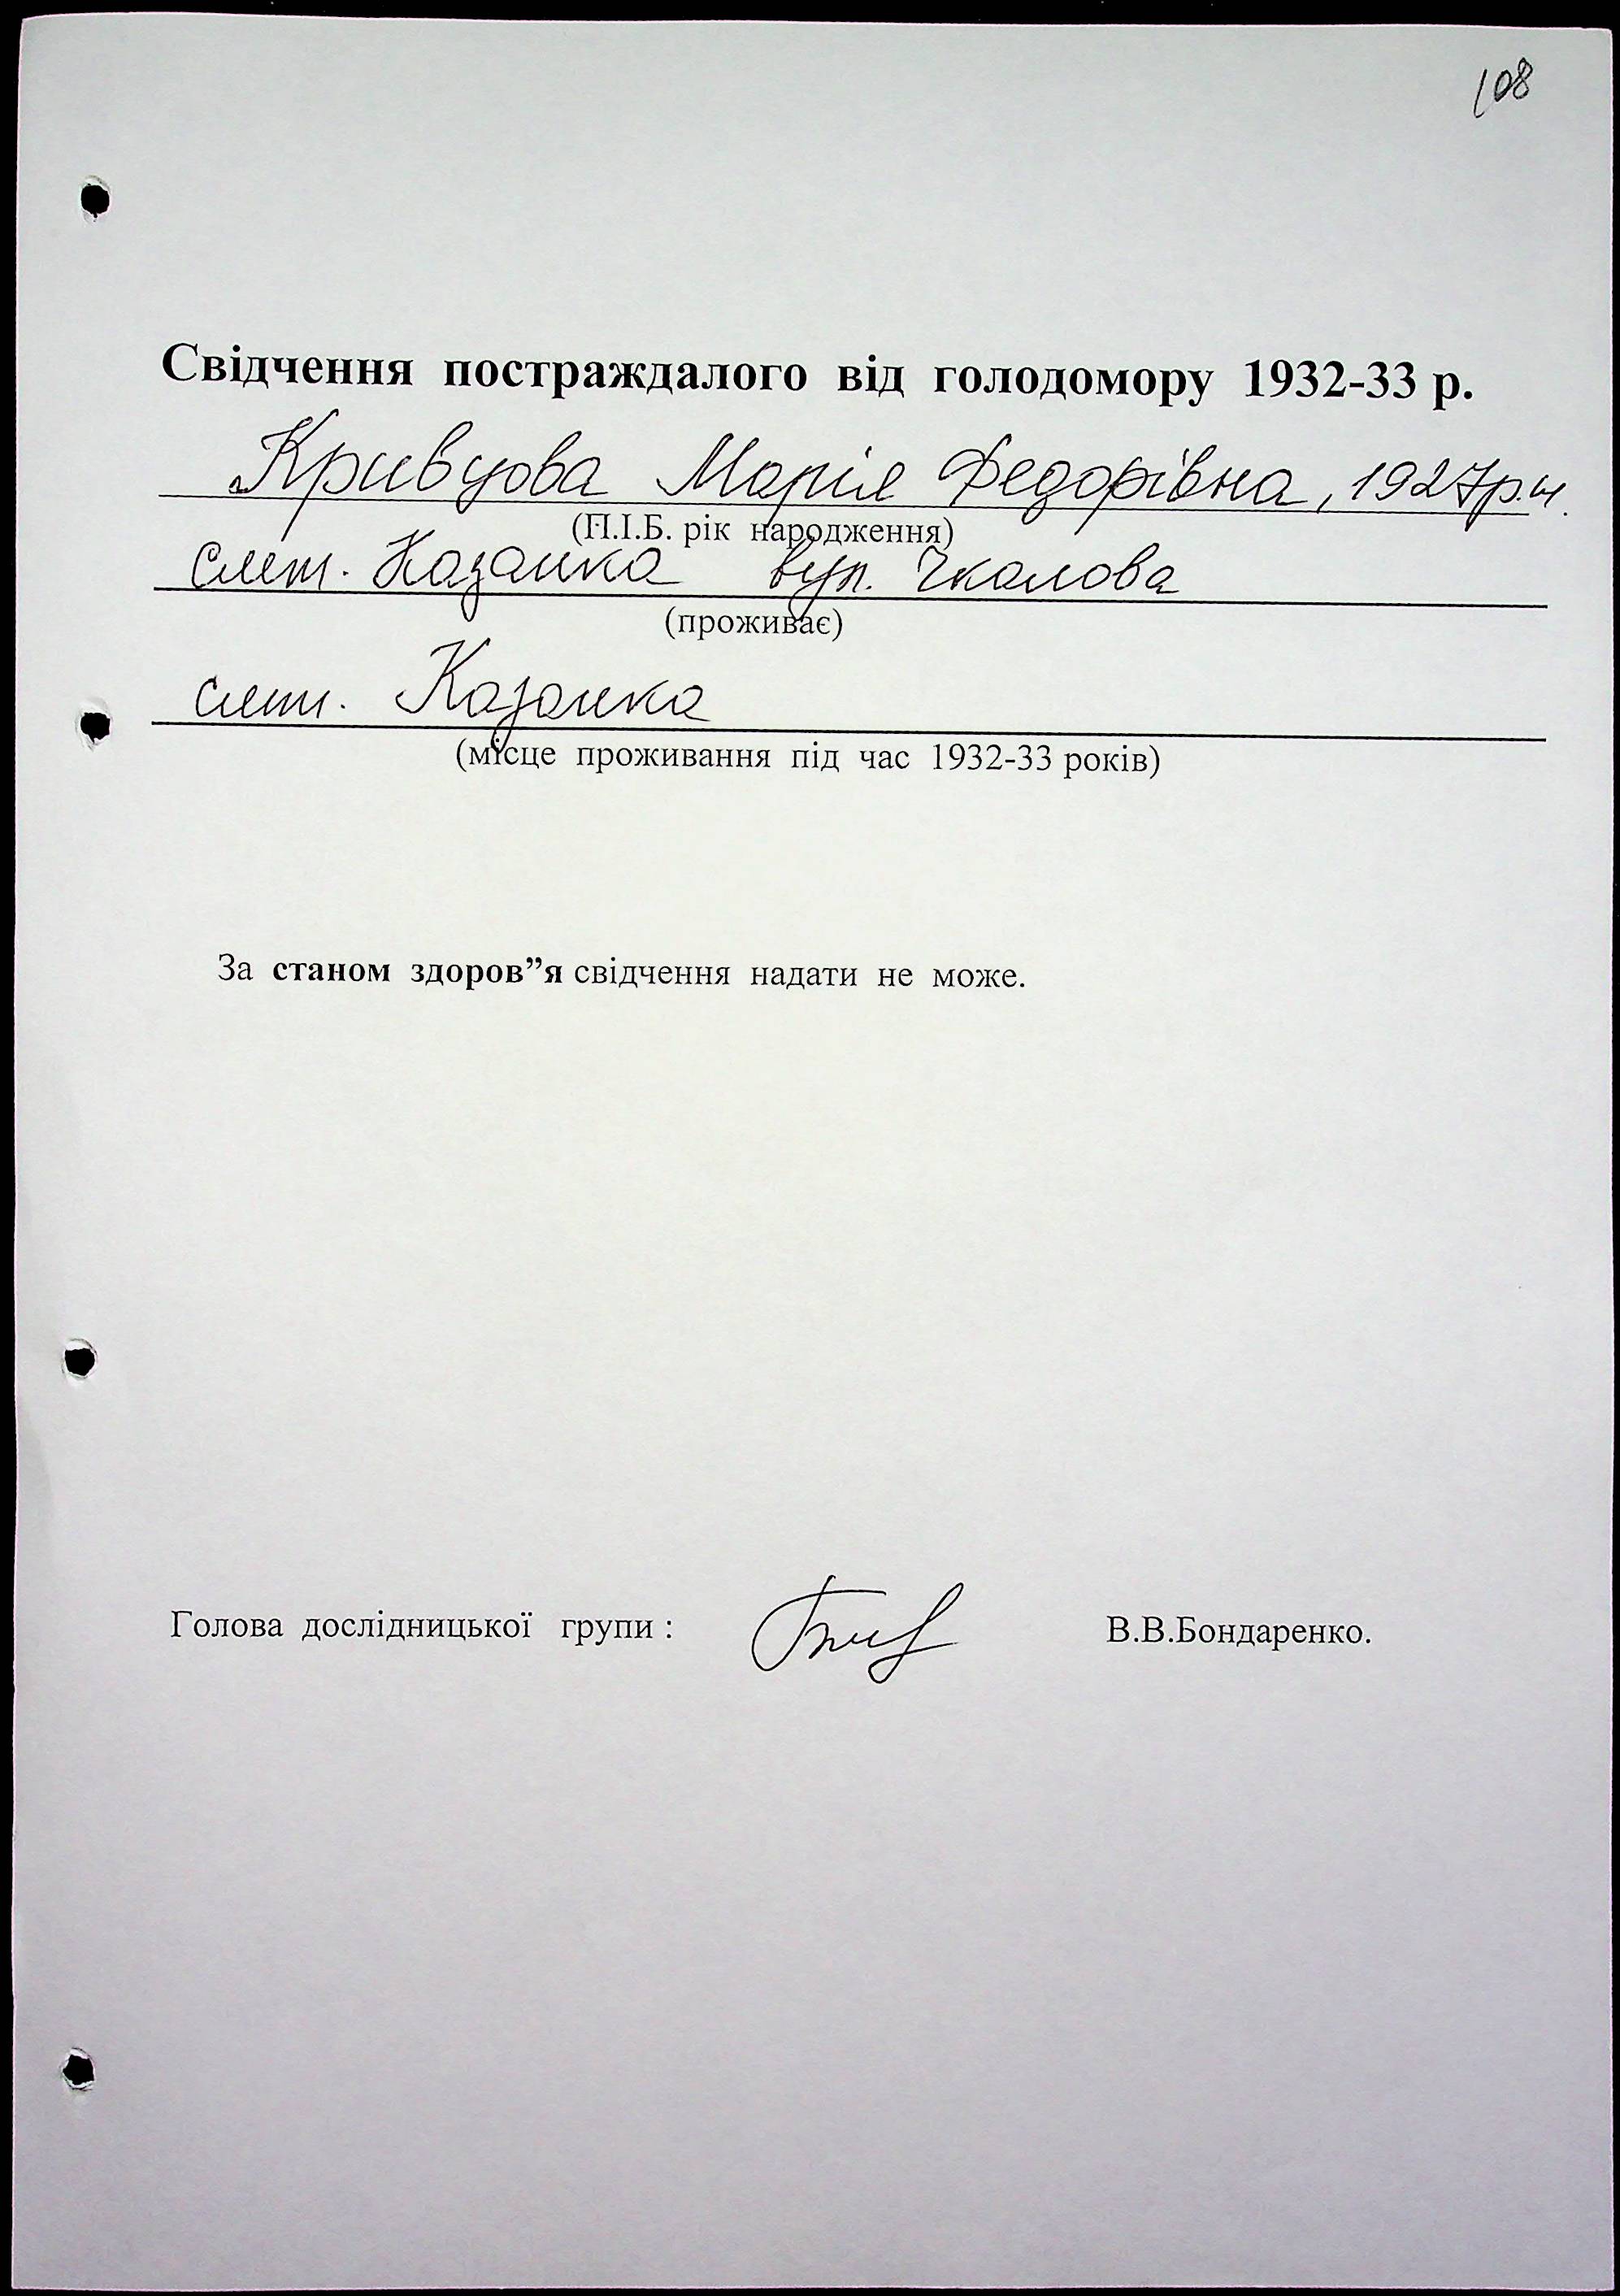 108
Свідчення постраждалого від голодомору 1932-33 р.
Кривцова Марія Федорівна, 1927р.н.
(П.І.Б. рік народження)
смт. Казанка вул. Чкалова
(проживає)
смт. Казанка
(місце проживання під час 1932-33 років)
За станом здоров”я свідчення надати не може.
Голова дослідницької групи : В.В.Бондаренко.